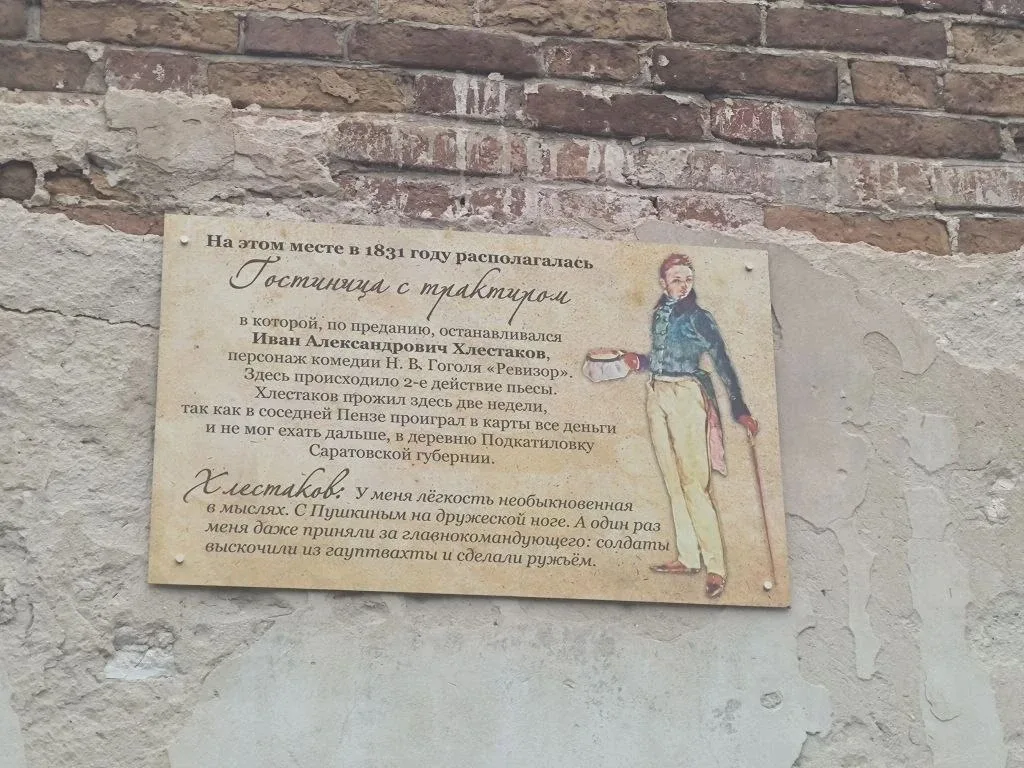 На этом месте в 1831 году располагалась
Гостиница с трактиром
в которой, по преданию, останавливался
Иван Александрович Хлестаков,
персонаж комедии Н. В. Гоголя «Ревизор».
Здесь происходило 2-е действие пьесы.
Хлестаков прожил здесь две недели,
так как в соседней Пензе проиграл в карты все деньги
и не мог ехать дальше, в деревню Подкатиловку
Саратовской губернии.
Хлестаков: У меня лёгкость необыкновенная
в мыслях. С Пушкиным на дружеской ноге. А один раз
меня даже приняли за главнокомандующего: солдаты
выскочили из гауптвахты и сделали ружьём.